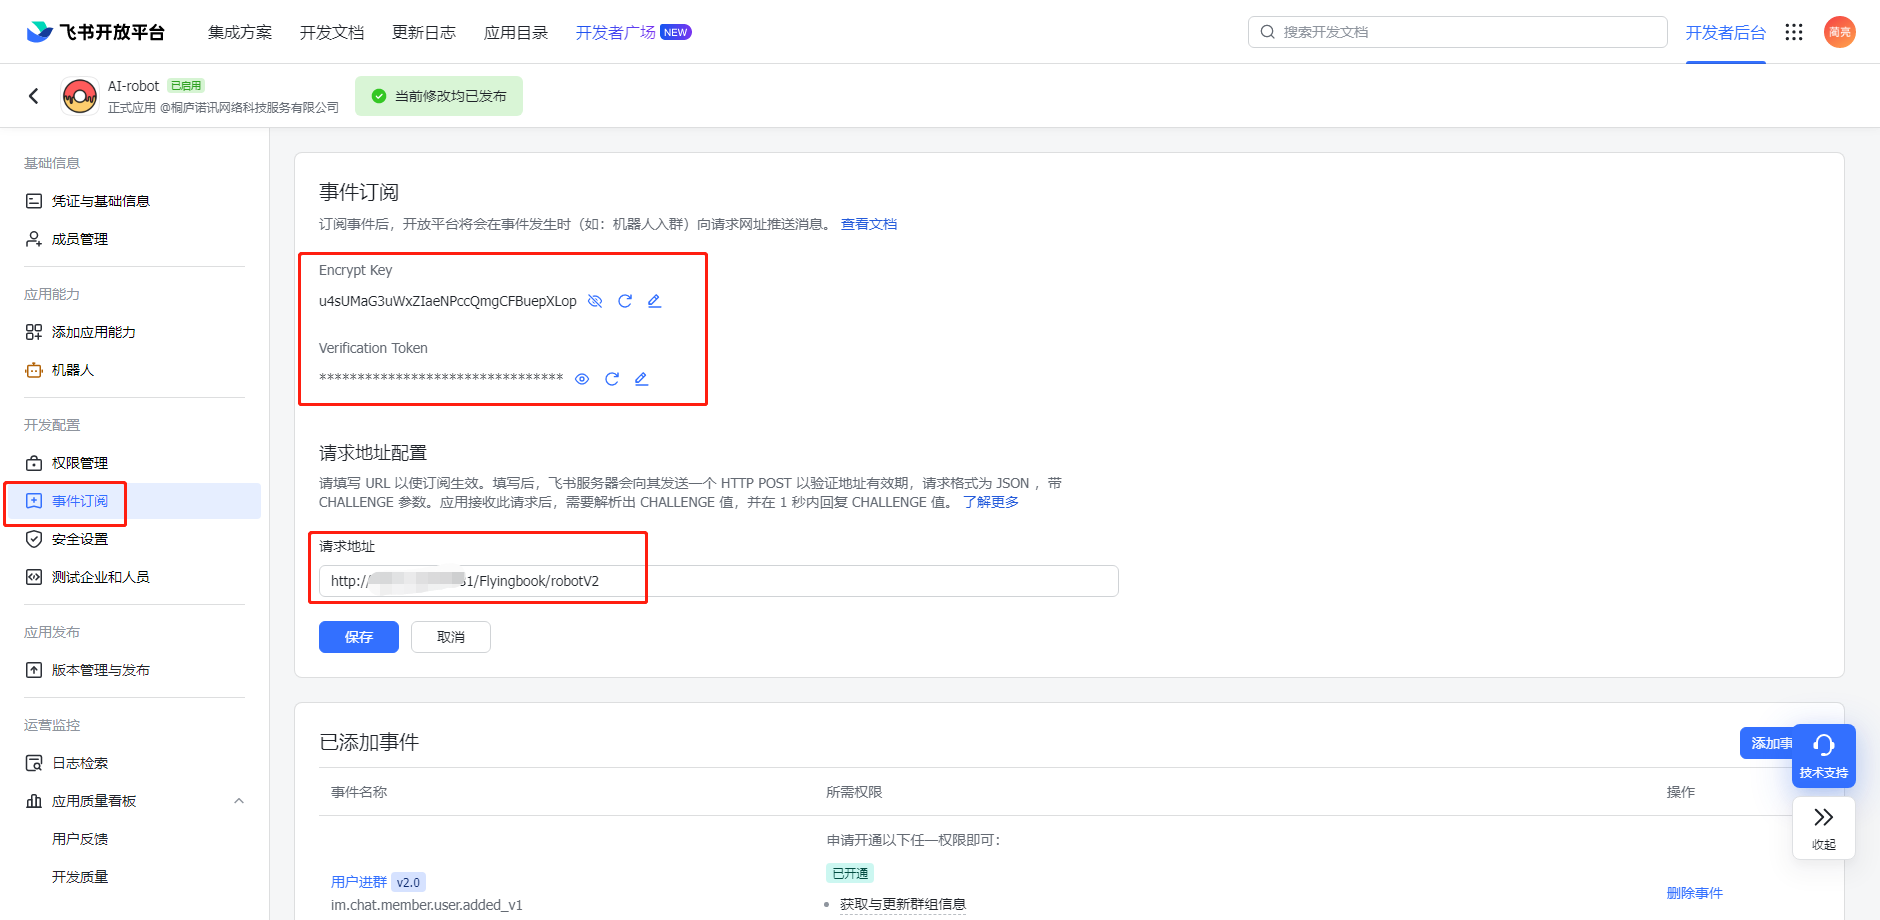 飞书开放平台 集成方案 开发文档 更新日志 应用目录 开发者广场 NEW 搜索开发文档 开发者后台 蔺亮
AI-robot 已启用
正式应用 @桐庐诺讯网络科技服务有限公司
当前修改均已发布
基础信息
凭证与基础信息
成员管理
应用能力
添加应用能力
机器人
开发配置
权限管理
事件订阅
安全设置
测试企业和人员
应用发布
版本管理与发布
运营监控
日志检索
应用质量看板
用户反馈
开发质量
事件订阅
订阅事件后，开放平台将会在事件发生时（如：机器人入群）向请求网址推送消息。 查看文档
Encrypt Key
u4sUMaG3uWxZIaeNPccQmgCFBuepXLop
Verification Token
********************************
请求地址配置
请填写 URL 以使订阅生效。填写后，飞书服务器会向其发送一个 HTTP POST 以验证地址有效期，请求格式为 JSON ，带
CHALLENGE 参数。应用接收此请求后，需要解析出 CHALLENGE 值，并在 1 秒内回复 CHALLENGE 值。 了解更多
请求地址
http:// 31/Flyingbook/robotV2
保存 取消
已添加事件
添加事
技术支持
收起
事件名称 所需权限 操作
申请开通以下任一权限即可：
已开通
用户进群 v2.0
im.chat.member.user.added_v1
获取与更新群组信息
删除事件